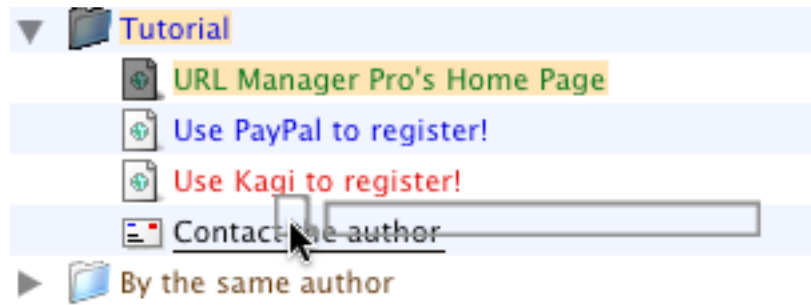 Tutorial
URL Manager Pro's Home Page
Use PayPal to register!
Use Kagi to register!
Contact the author
By the same author